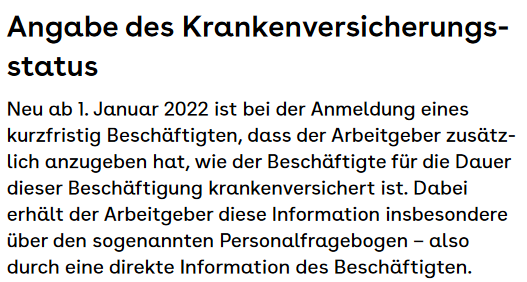 Angabe des Krankenversicherungs-
status
Neu ab 1. Januar 2022 ist bei der Anmeldung eines
kurzfristig Beschäftigten, dass der Arbeitgeber zusätz-
lich anzugeben hat, wie der Beschäftigte für die Dauer
dieser Beschäftigung krankenversichert ist. Dabei
erhält der Arbeitgeber diese Information insbesondere
über den sogenannten Personalfragebogen – also
durch eine direkte Information des Beschäftigten.